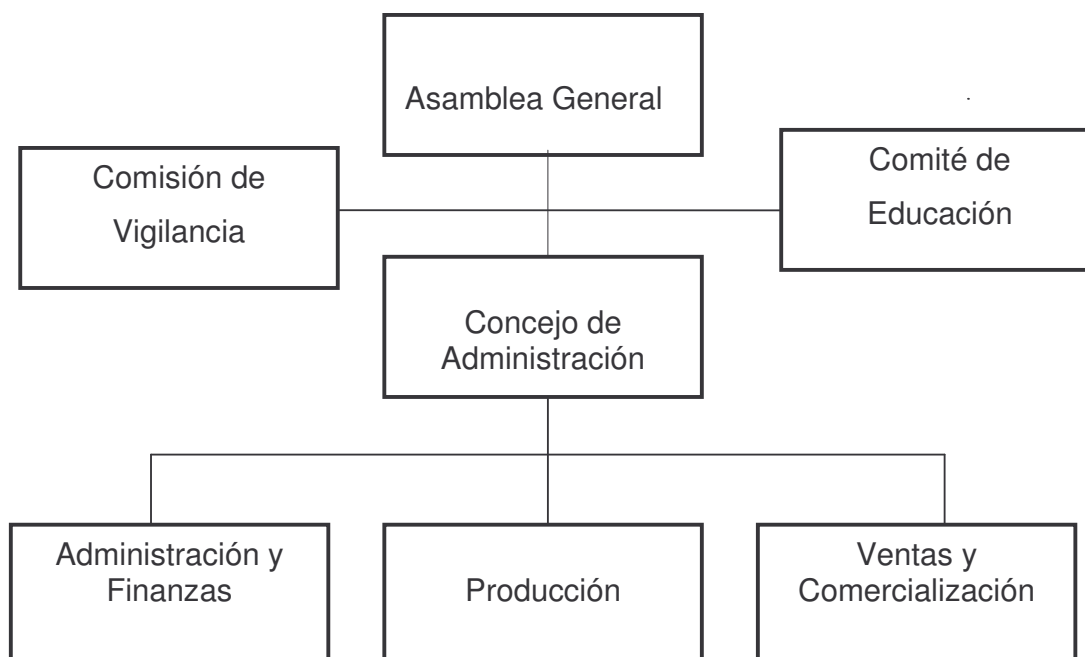 Asamblea General
Comisión de
Vigilancia
Comité de
Educación
Concejo de
Administración
Administración y
Finanzas
Producción
Ventas y
Comercialización